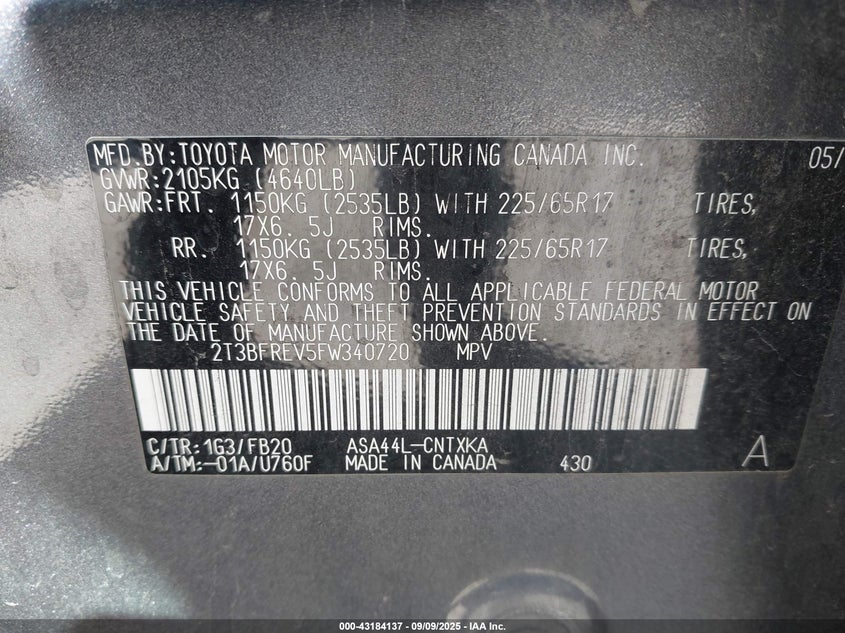 MFD.BY:TOYOTA MOTOR MANUFACTURING CANADA INC. 05/
GVWR:2105KG (4640LB)
GAWR:FRT. 1150KG (2535LB) WITH 225/65R17 TIRES,
17X6. 5J RIMS.
RR. 1150KG (2535LB) WITH 225/65R17 TIRES,
17X6. 5J RIMS.
THIS VEHICLE CONFORMS TO ALL APPLICABLE FEDERAL MOTOR
VEHICLE SAFETY AND THEFT PREVENTION STANDARDS IN EFFECT ON
THE DATE OF MANUFACTURE SHOWN ABOVE.
2T3BFREV5FW340720 MPV
C/TR:1G3/FB20 ASA44L-CNTXKA
A/TM:-01A/U760F MADE IN CANADA 430 A
000-43184137 - 09/09/2025 - IAA Inc.